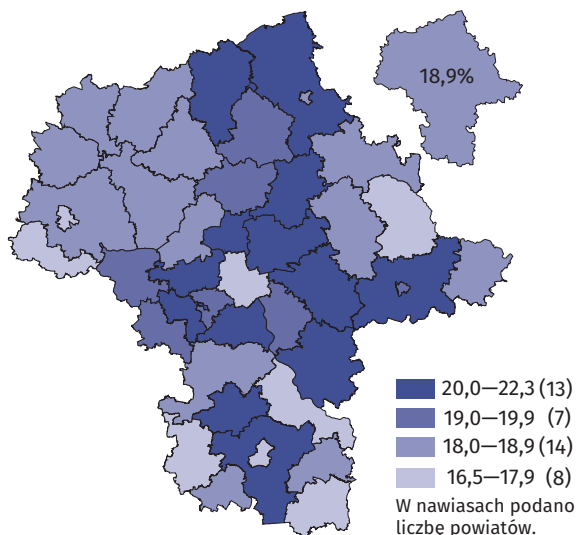 18,9%
20,0—22,3 (13)
19,0—19,9 (7)
18,0—18,9 (14)
16,5—17,9 (8)
W nawiasach podano
liczbę powiatów.